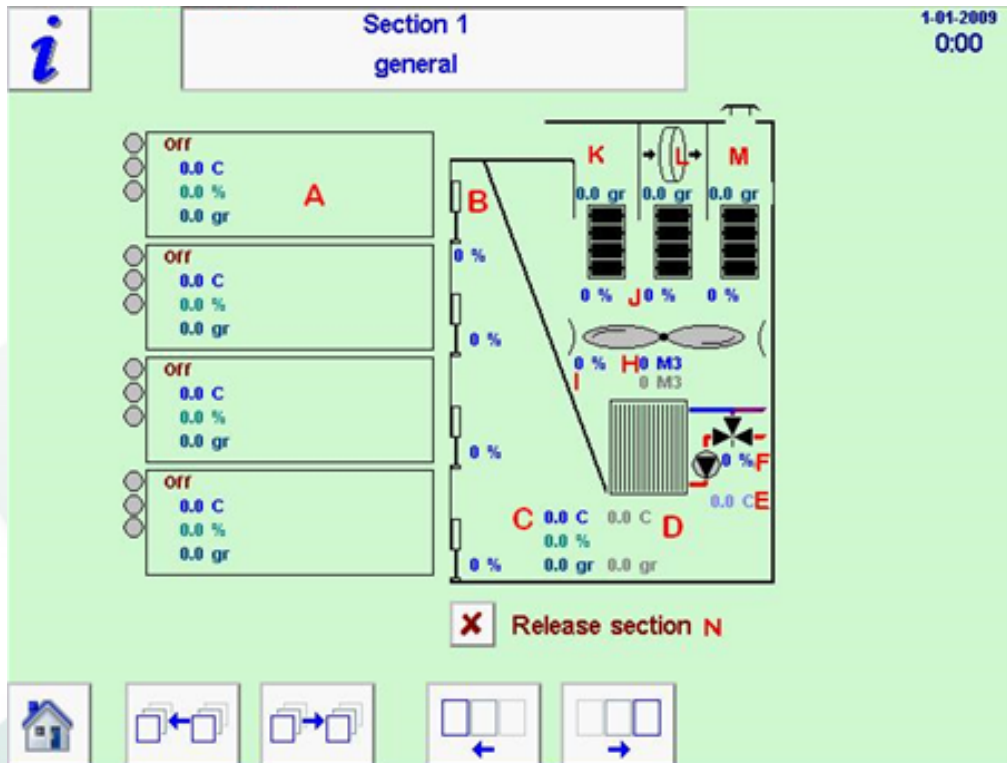 i
Section 1
general
1-01-2009
0:00
Off
0.0 C
0.0 %
0.0 gr
A
Off
0.0 C
0.0 %
0.0 gr
Off
0.0 C
0.0 %
0.0 gr
Off
0.0 C
0.0 %
0.0 gr
B
0 %
0 %
0 %
0 %
K L M
0.0 gr 0.0 gr 0.0 gr
0 % J 0 % 0 %
0 % H 0 M3
I 0 M3
0 % F
0.0 C E
C 0.0 C 0.0 C D
0.0 %
0.0 gr 0.0 gr
x Release section N